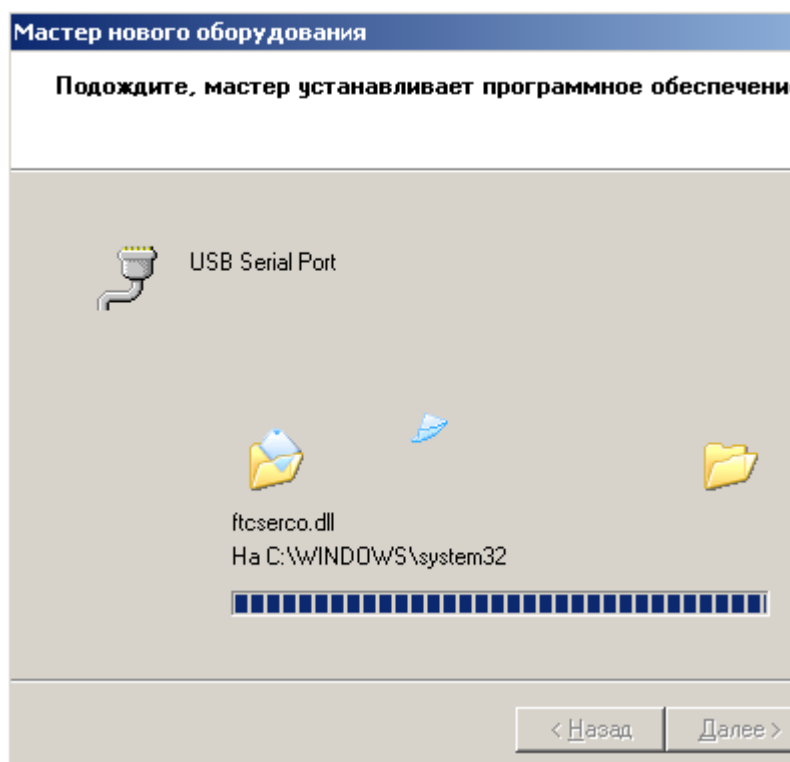 Мастер нового оборудования
Подождите, мастер устанавливает программное обеспечени
USB Serial Port
ftcserco.dll
На C:\WINDOWS\system32
< Назад
Далее >